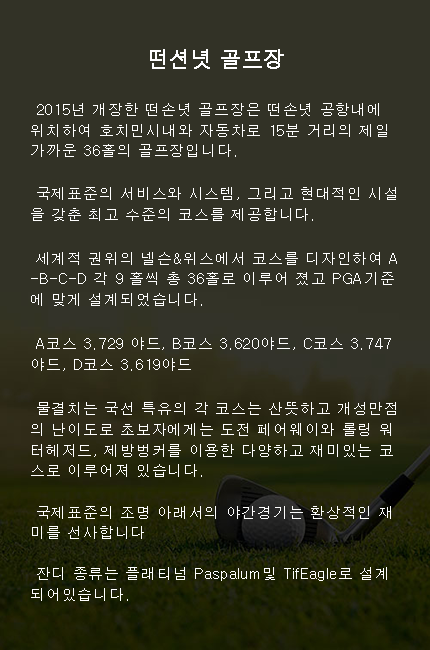 떤션넛 골프장
2015년 개장한 떤손넛 골프장은 떤손넛 공항내에
위치하여 호치민시내와 자동차로 15분 거리의 제일
가까운 36홀의 골프장입니다.
국제표준의 서비스와 시스템, 그리고 현대적인 시설
을 갖춘 최고 수준의 코스를 제공합니다.
세계적 권위의 넬슨&위스에서 코스를 디자인하여 A
-B-C-D 각 9 홀씩 총 36홀로 이루어 졌고 PGA기준
에 맞게 설계되었습니다.
A코스 3,729 야드, B코스 3,620야드, C코스 3,747
야드, D코스 3,619야드
물결치는 국선 특유의 각 코스는 산뜻하고 개성만점
의 난이도로 초보자에게는 도전 페어웨이와 롤링 워
터헤저드, 제방벙커를 이용한 다양하고 재미있는 코
스로 이루어져 있습니다.
국제표준의 조명 아래서의 야간경기는 환상적인 재
미를 선사합니다
잔디 종류는 플래티넘 Paspalum및 TifEagle로 설계
되어있습니다.